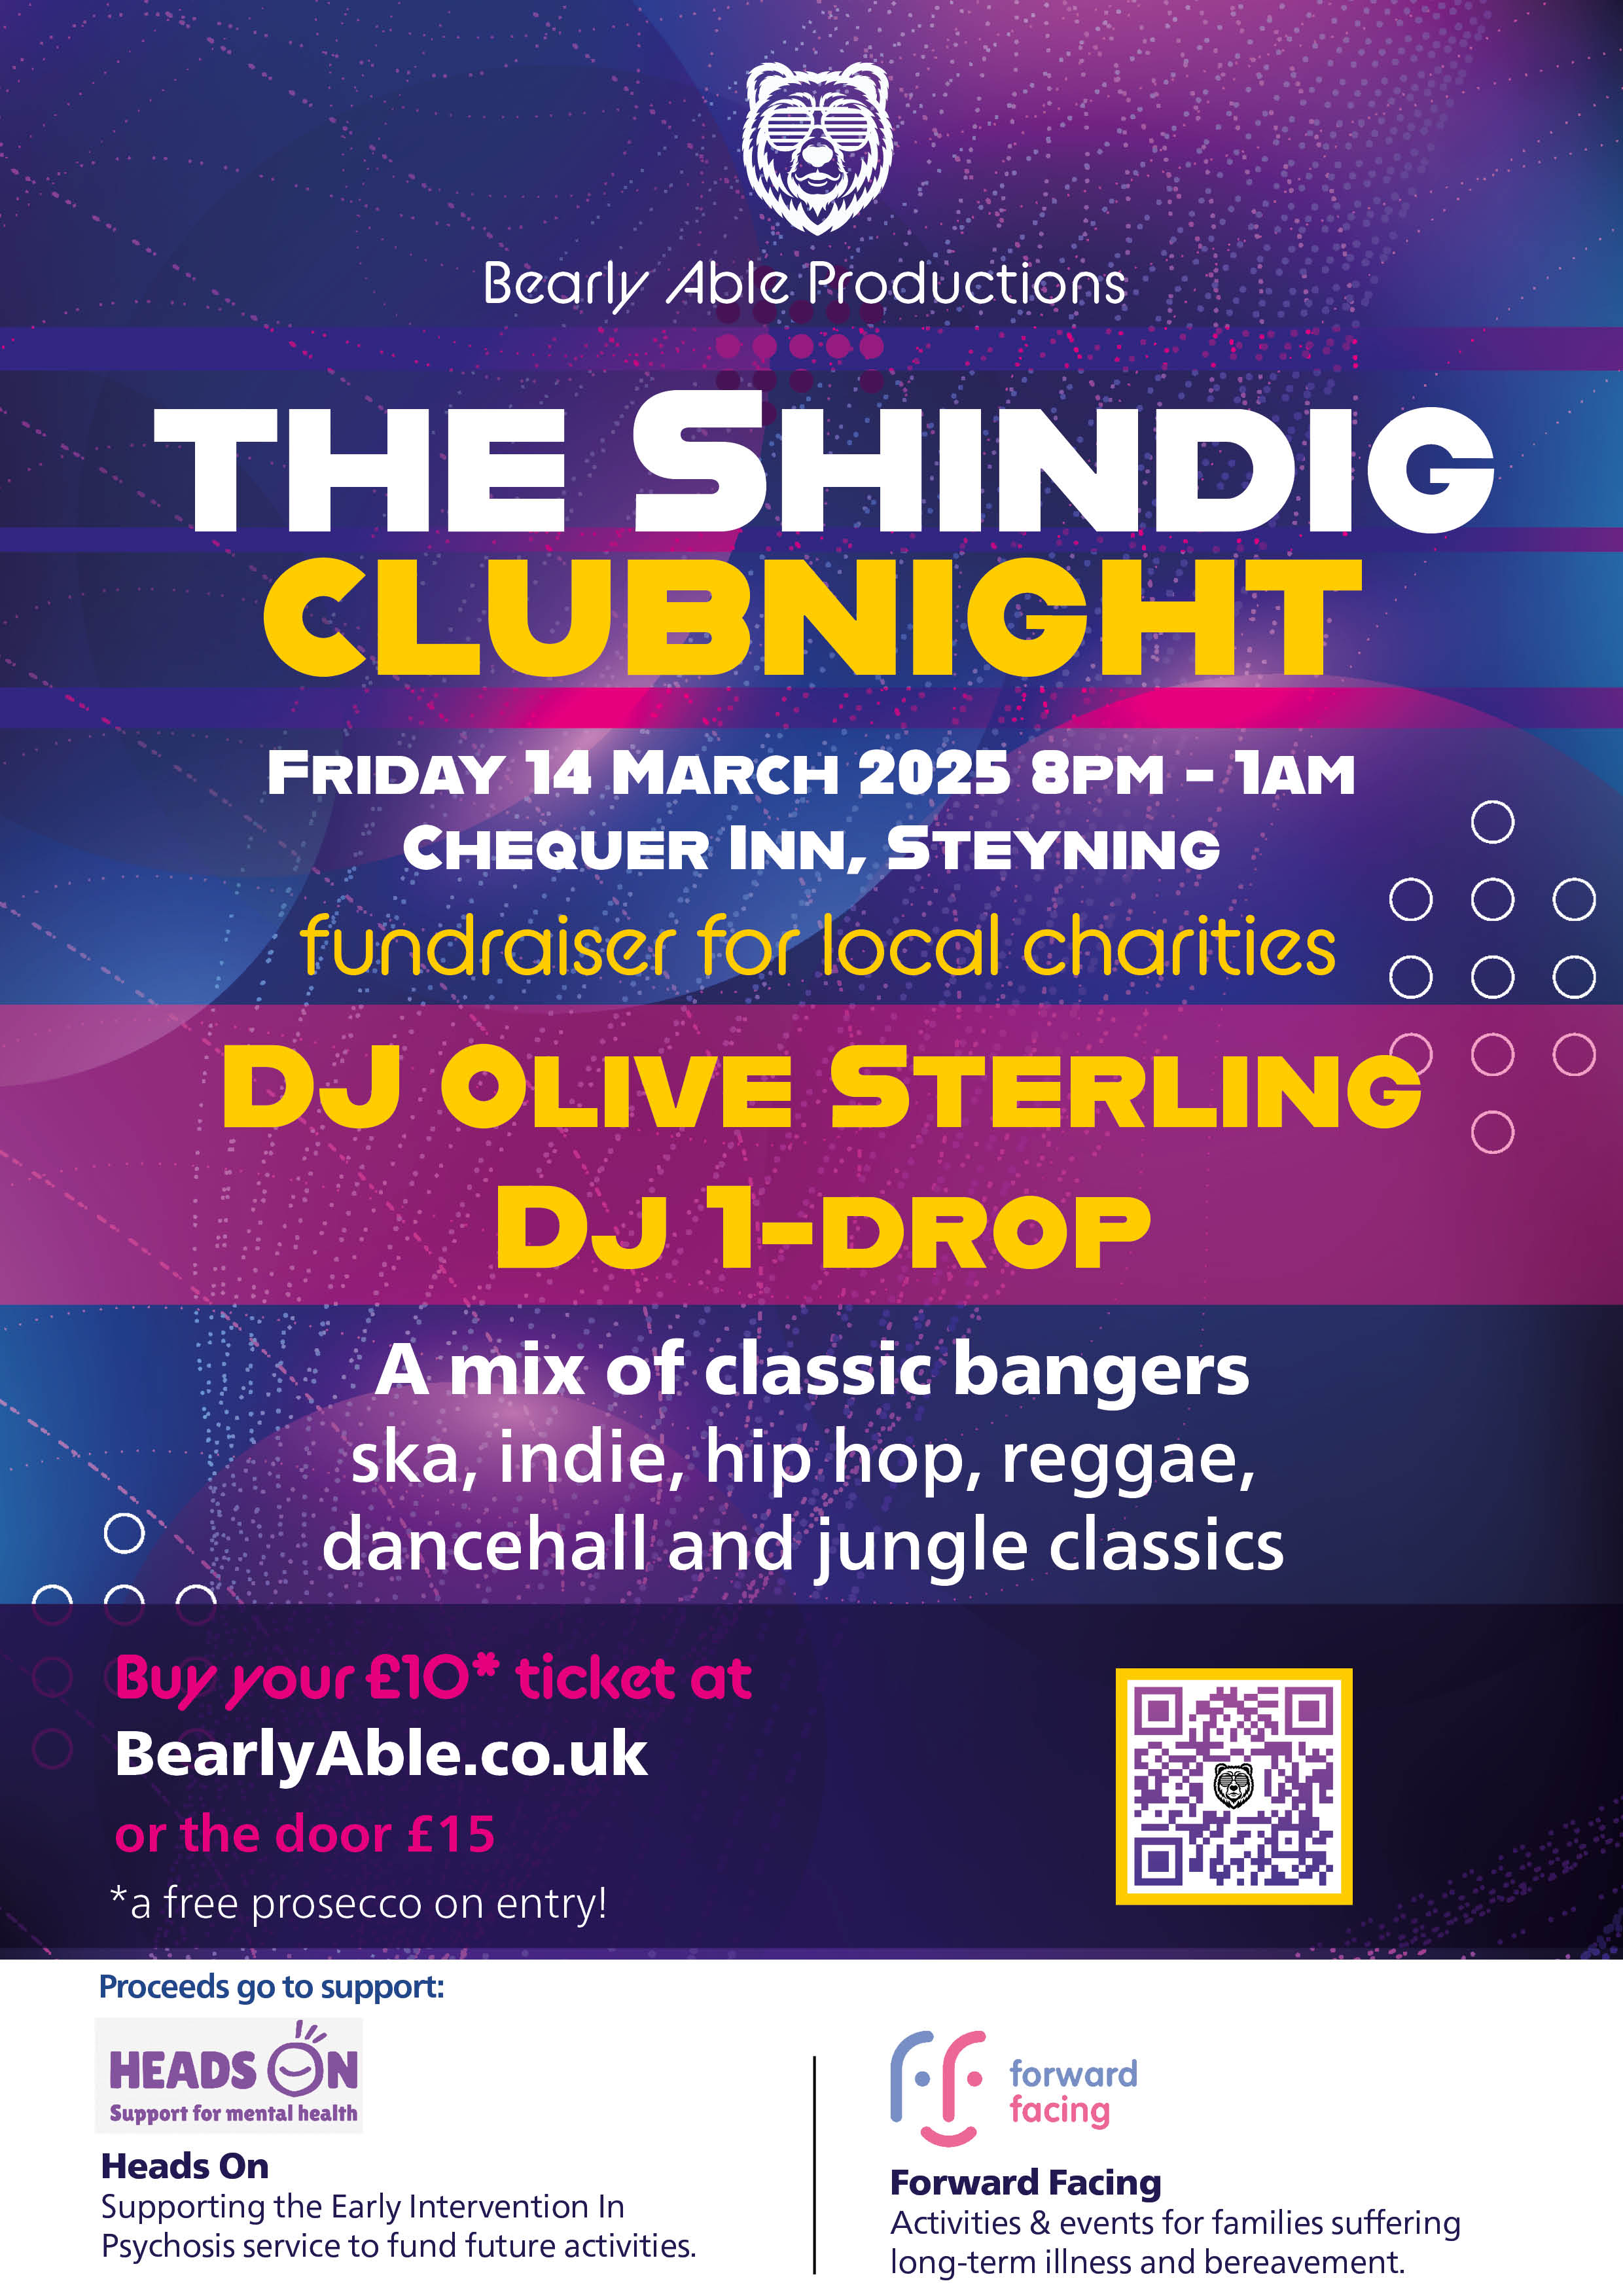 Bearly Able Productions
THE SHINDIG
CLUBNIGHT
FRIDAY 14 MARCH 2025 8PM - 1AM
CHEQUER INN, STEYNING
fundraiser for local charities
DJ OLIVE STERLING
DJ 1-DROP
A mix of classic bangers
ska, indie, hip hop, reggae,
dancehall and jungle classics
Buy your £10* ticket at
BearlyAble.co.uk
or the door £15
*a free prosecco on entry!
Proceeds go to support:
HEADS ON
Support for mental health
Heads On
Supporting the Early Intervention In
Psychosis service to fund future activities.
forward
facing
Forward Facing
Activities & events for families suffering
long-term illness and bereavement.